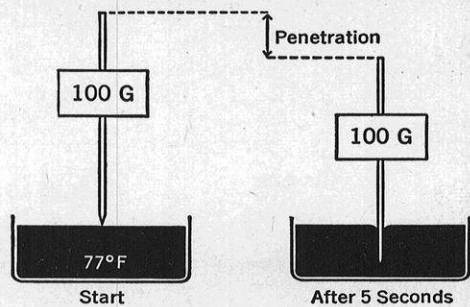 Penetration
100 G
100 G
77°F
Start
After 5 Seconds